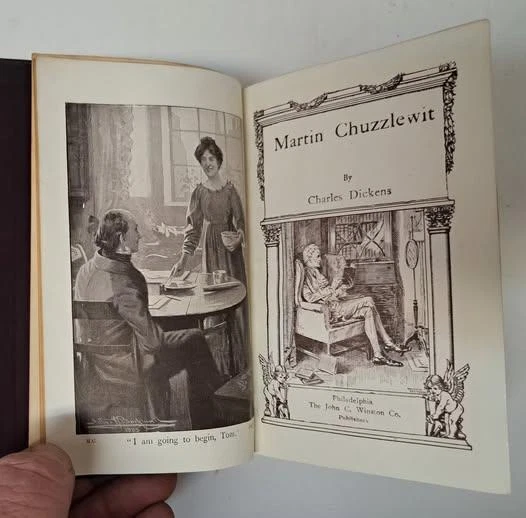 M.C. "I am going to begin, Tom."
Martin Chuzzlewit
By
Charles Dickens
Philadelphia
The John C. Winston Co.
Publishers